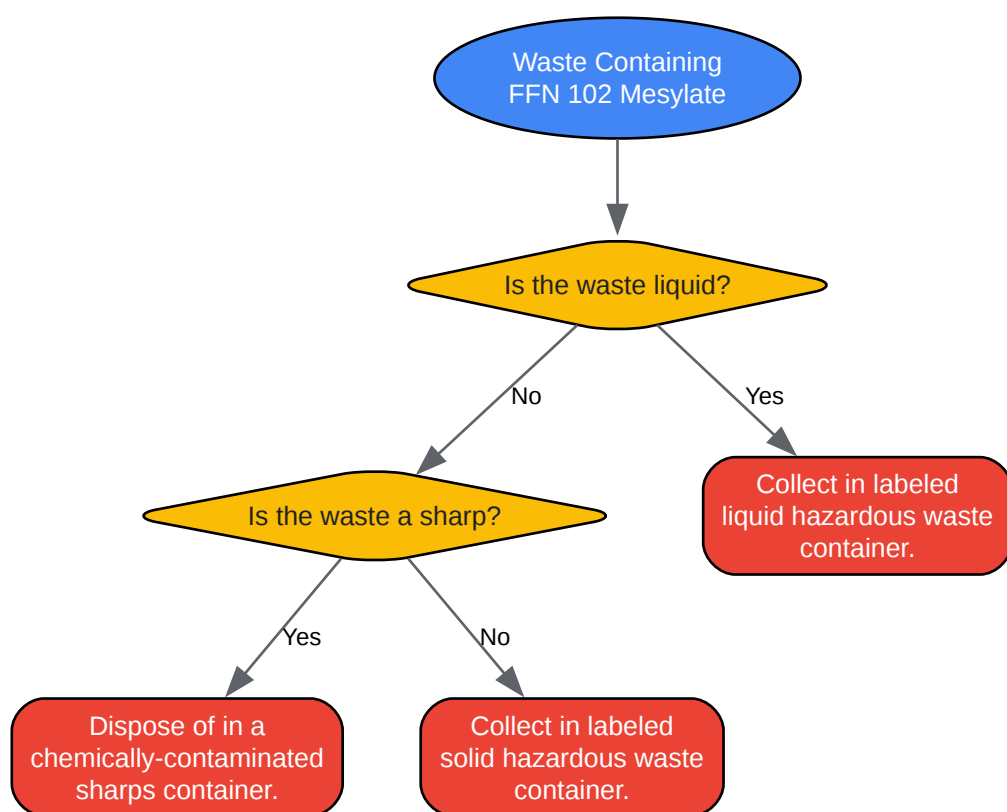 Waste Containing
FFN 102 Mesylate
Is the waste liquid?
No
Yes
Is the waste a sharp?
Collect in labeled
liquid hazardous waste
container.
Yes
No
Dispose of in a
chemically-contaminated
sharps container.
Collect in labeled
solid hazardous waste
container.